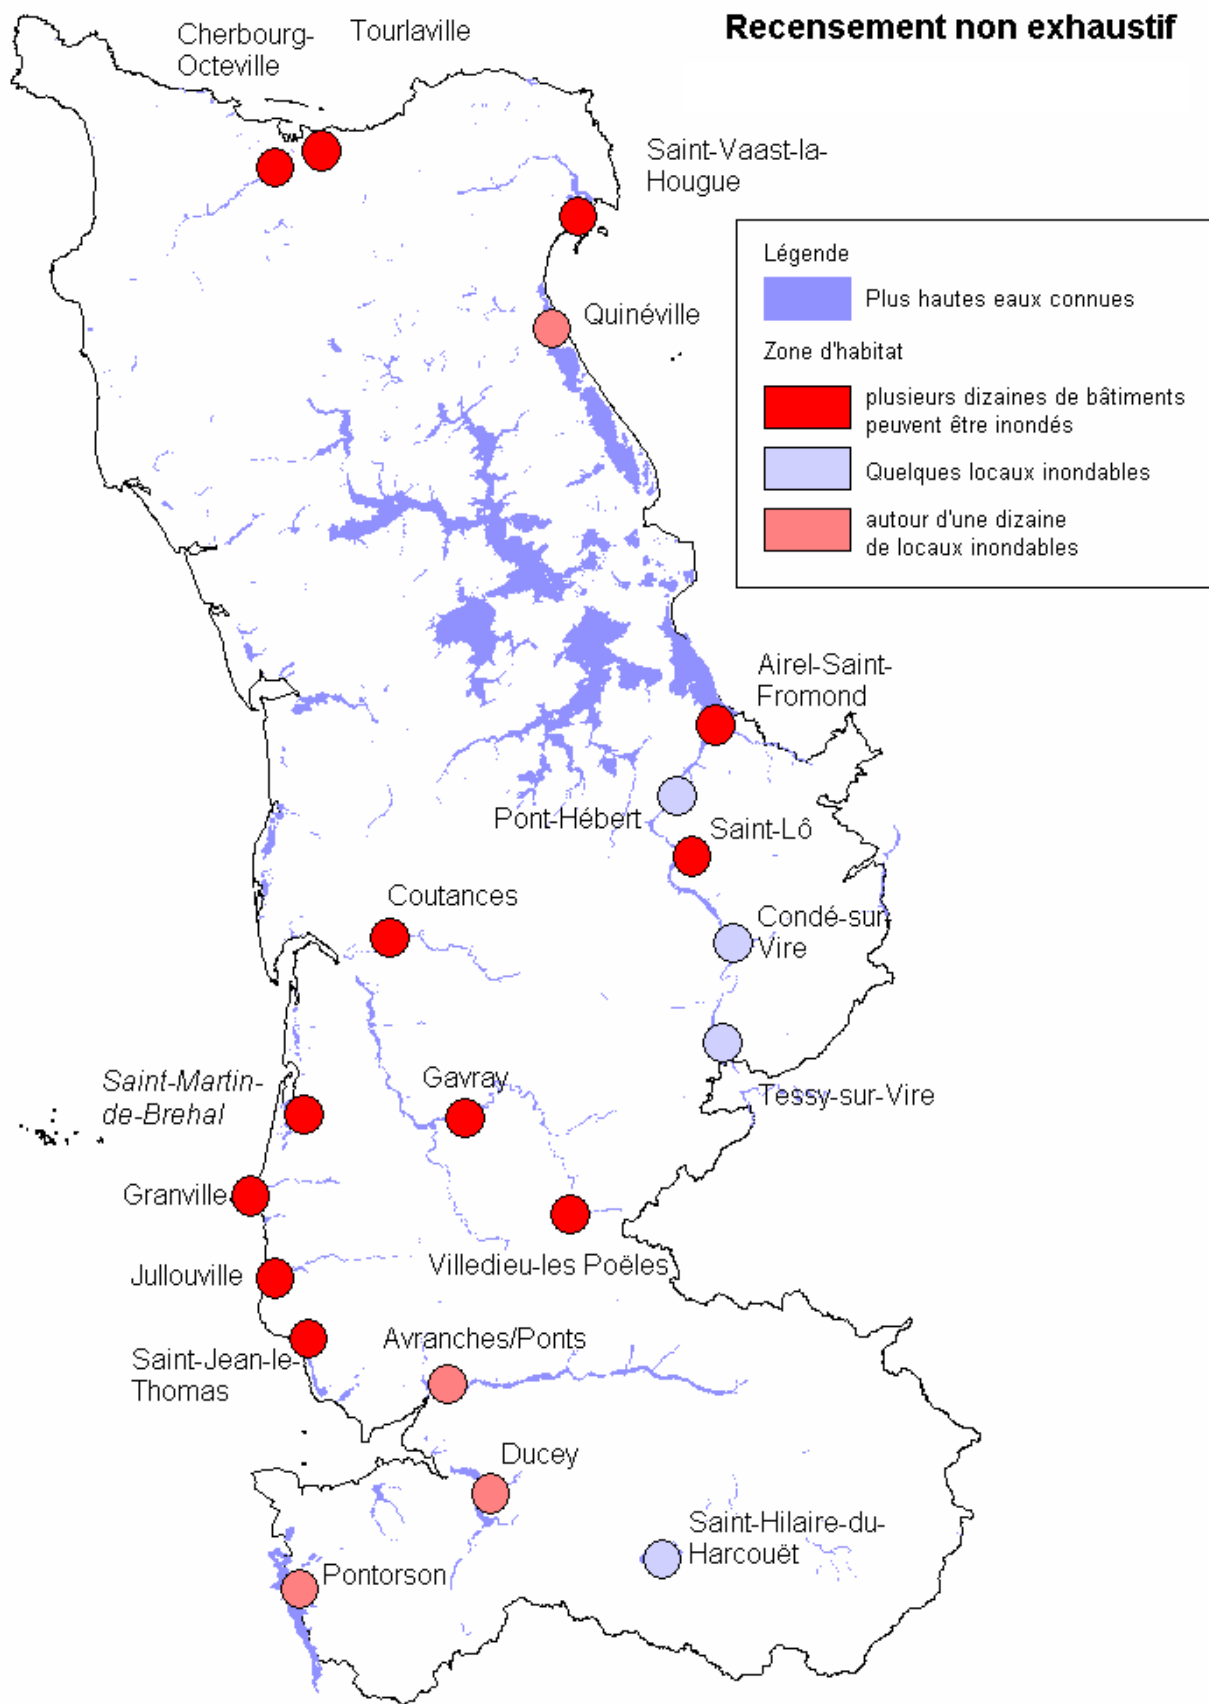 Recensement non exhaustif
Cherbourg-
Octeville
Tourlaville
Saint-Vaast-la-
Hougue
Légende
Plus hautes eaux connues
Zone d'habitat
plusieurs dizaines de bâtiments
peuvent être inondés
Quelques locaux inondables
autour d'une dizaine
de locaux inondables
Quinéville
Airel-Saint-
Fromond
Pont-Hébert
Saint-Lô
Coutances
Condé-sur-
Vire
Saint-Martin-
de-Brehal
Gavray
Tessy-sur-Vire
Granville
Villedieu-les Poëles
Jullouville
Saint-Jean-le-
Thomas
Avranches/Ponts
Ducey
Saint-Hilaire-du-
Harcouët
Pontorson